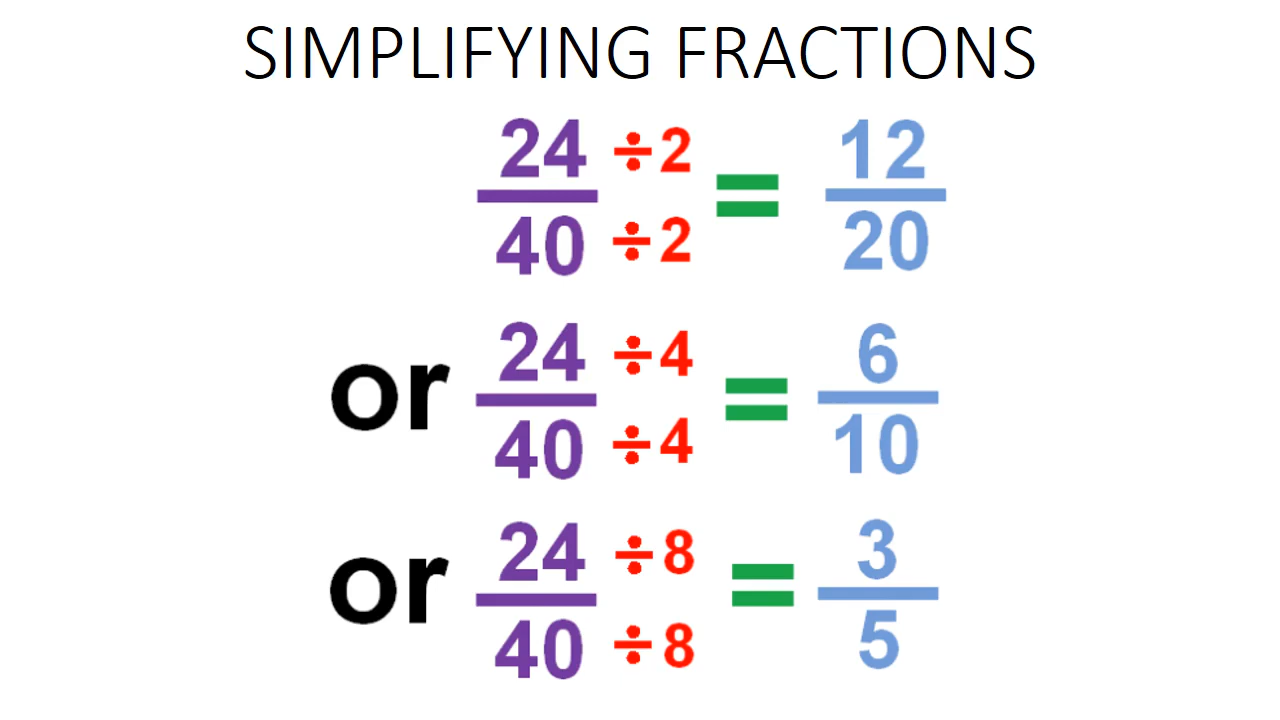 SIMPLIFYING FRACTIONS
24 ÷2 = 12
40 ÷2 20
or 24 ÷4 = 6
40 ÷4 10
or 24 ÷8 = 3
40 ÷8 5